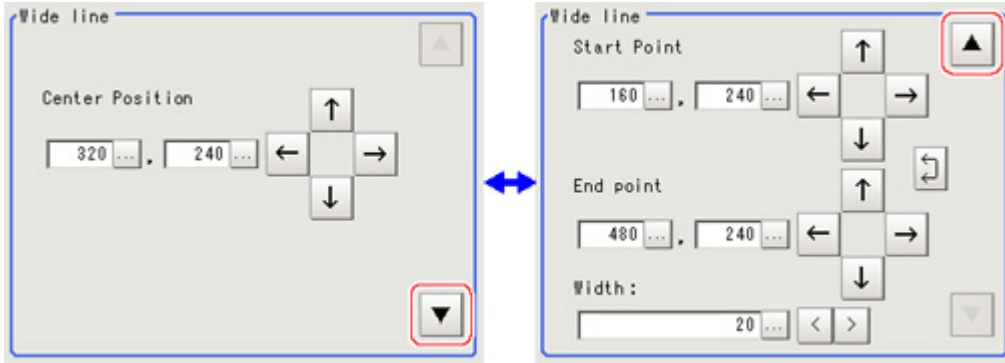 Wide line
Center Position
320 ... , 240 ... ← ↑ ↓ →
▲
▼
Wide line
Start Point
160 ... , 240 ... ← ↑ ↓ →
▲
End point
480 ... , 240 ... ← ↑ ↓ →
Width:
20 ... < >
▼